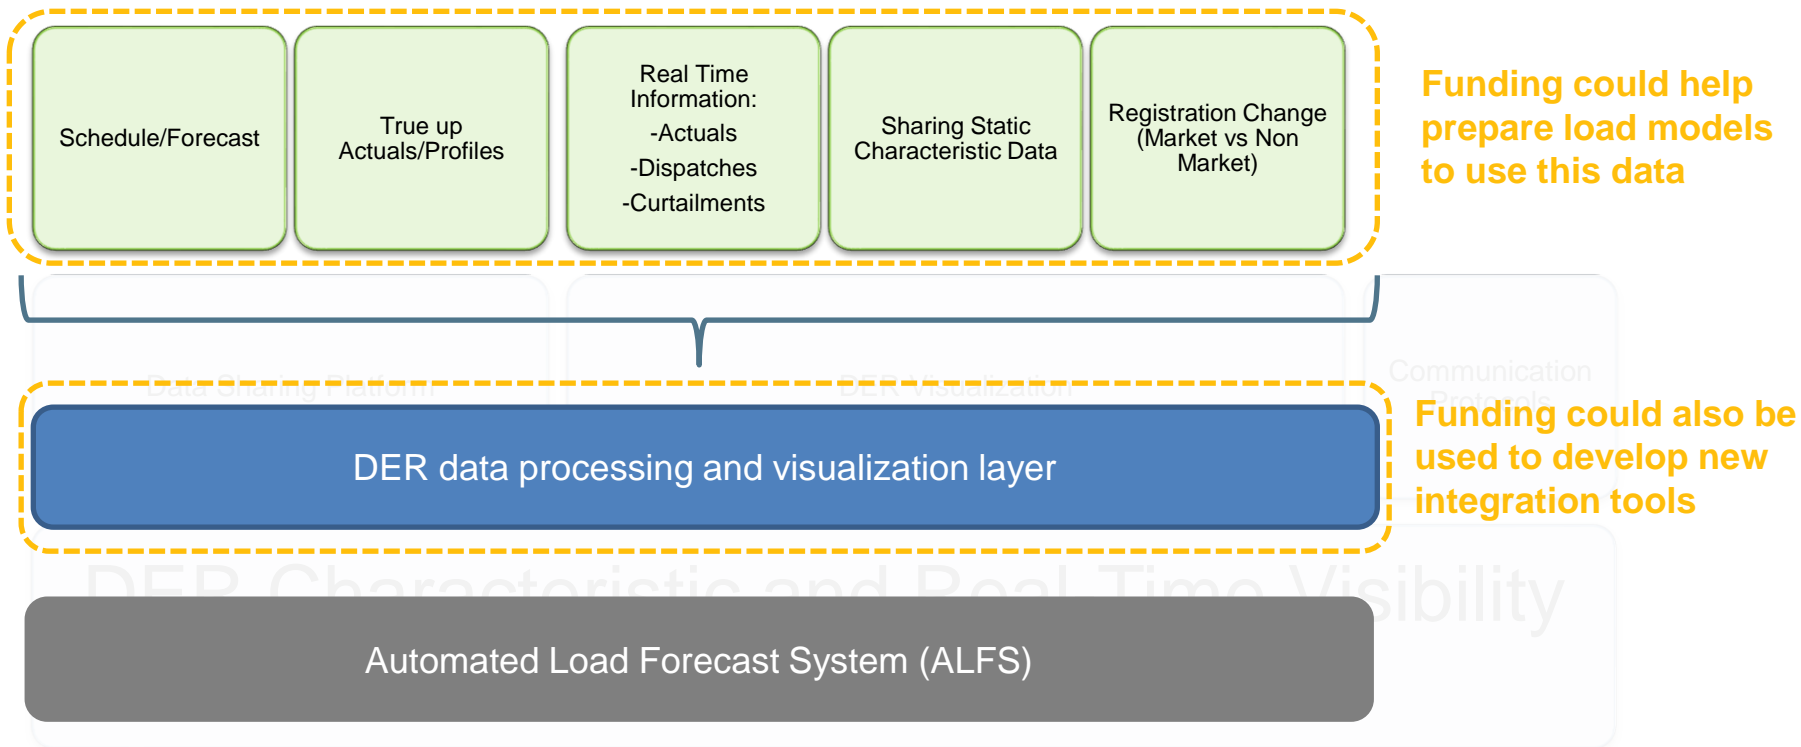 Schedule/Forecast
True up
Actuals/Profiles
Real Time
Information:
-Actuals
-Dispatches
-Curtailments
Sharing Static
Characteristic Data
Registration Change
(Market vs Non
Market)
Funding could help
prepare load models
to use this data
Data Sharing Platform
DER Visualization
Communication
Protocols
DER data processing and visualization layer
Funding could also be
used to develop new
integration tools
DER Characteristic and Real Time Visibility
Automated Load Forecast System (ALFS)